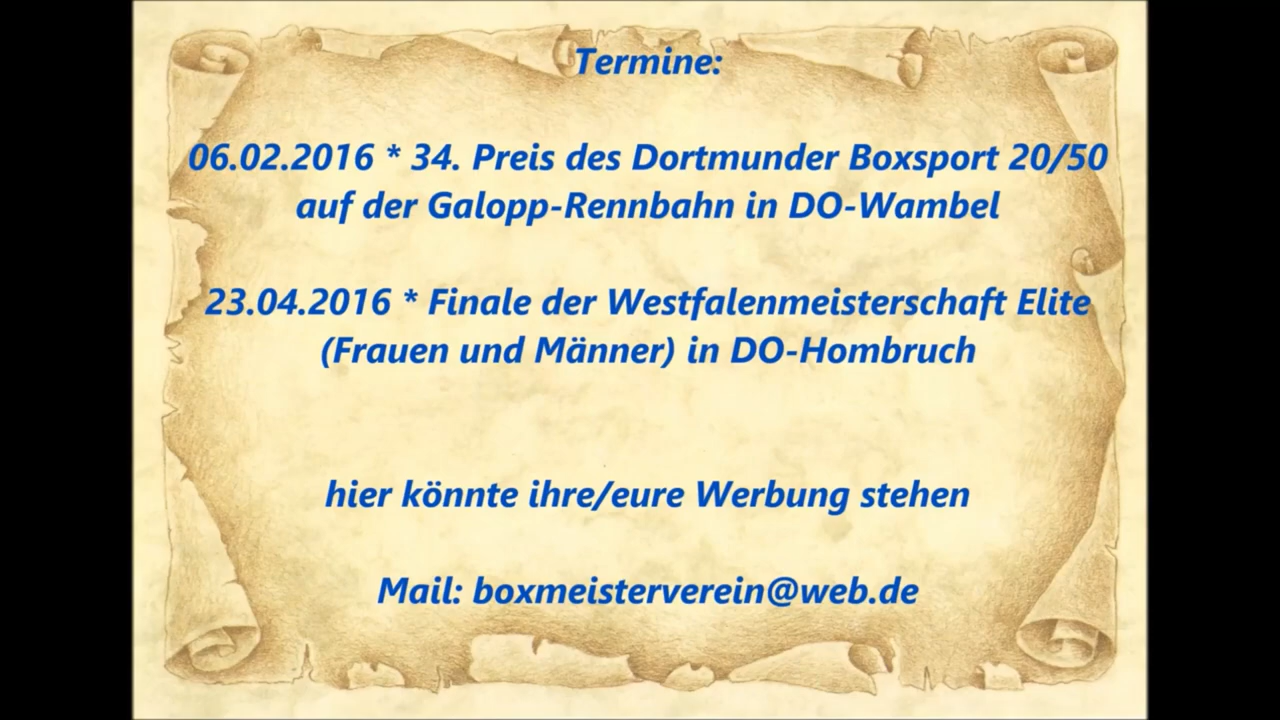 Termine:
06.02.2016 * 34. Preis des Dortmunder Boxsport 20/50
auf der Galopp-Rennbahn in DO-Wambel
23.04.2016 * Finale der Westfalenmeisterschaft Elite
(Frauen und Männer) in DO-Hombruch
hier könnte ihre/eure Werbung stehen
Mail: boxmeisterverein@web.de